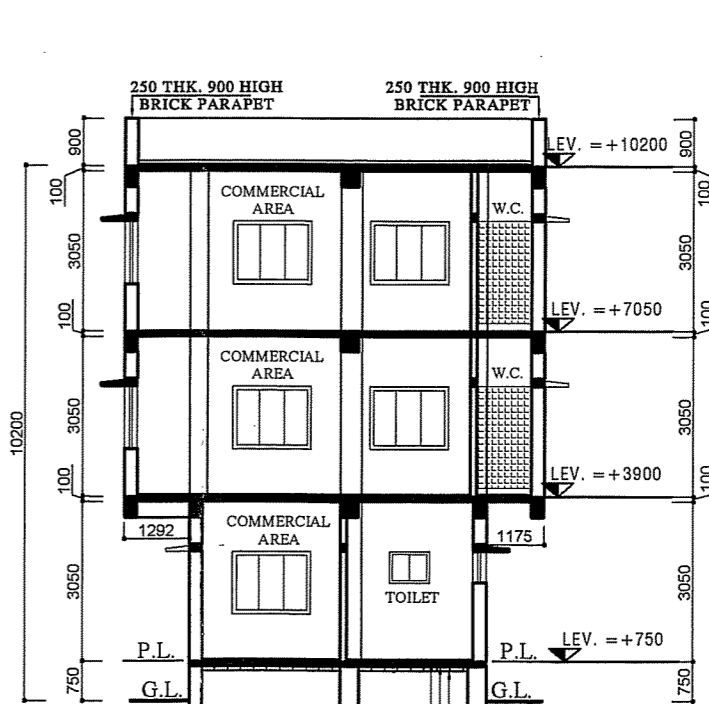 250 THK. 900 HIGH
BRICK PARAPET
250 THK. 900 HIGH
BRICK PARAPET
900
LEV. =+10200
900
100
COMMERCIAL
AREA
W.C.
100
3050
3050
100
LEV. =+7050
100
COMMERCIAL
AREA
W.C.
10200
3050
3050
100
LEV. =+3900
100
1292
COMMERCIAL
AREA
1175
3050
TOILET
3050
P.L.
P.L.
LEV. =+750
750
G.L.
G.L.
750